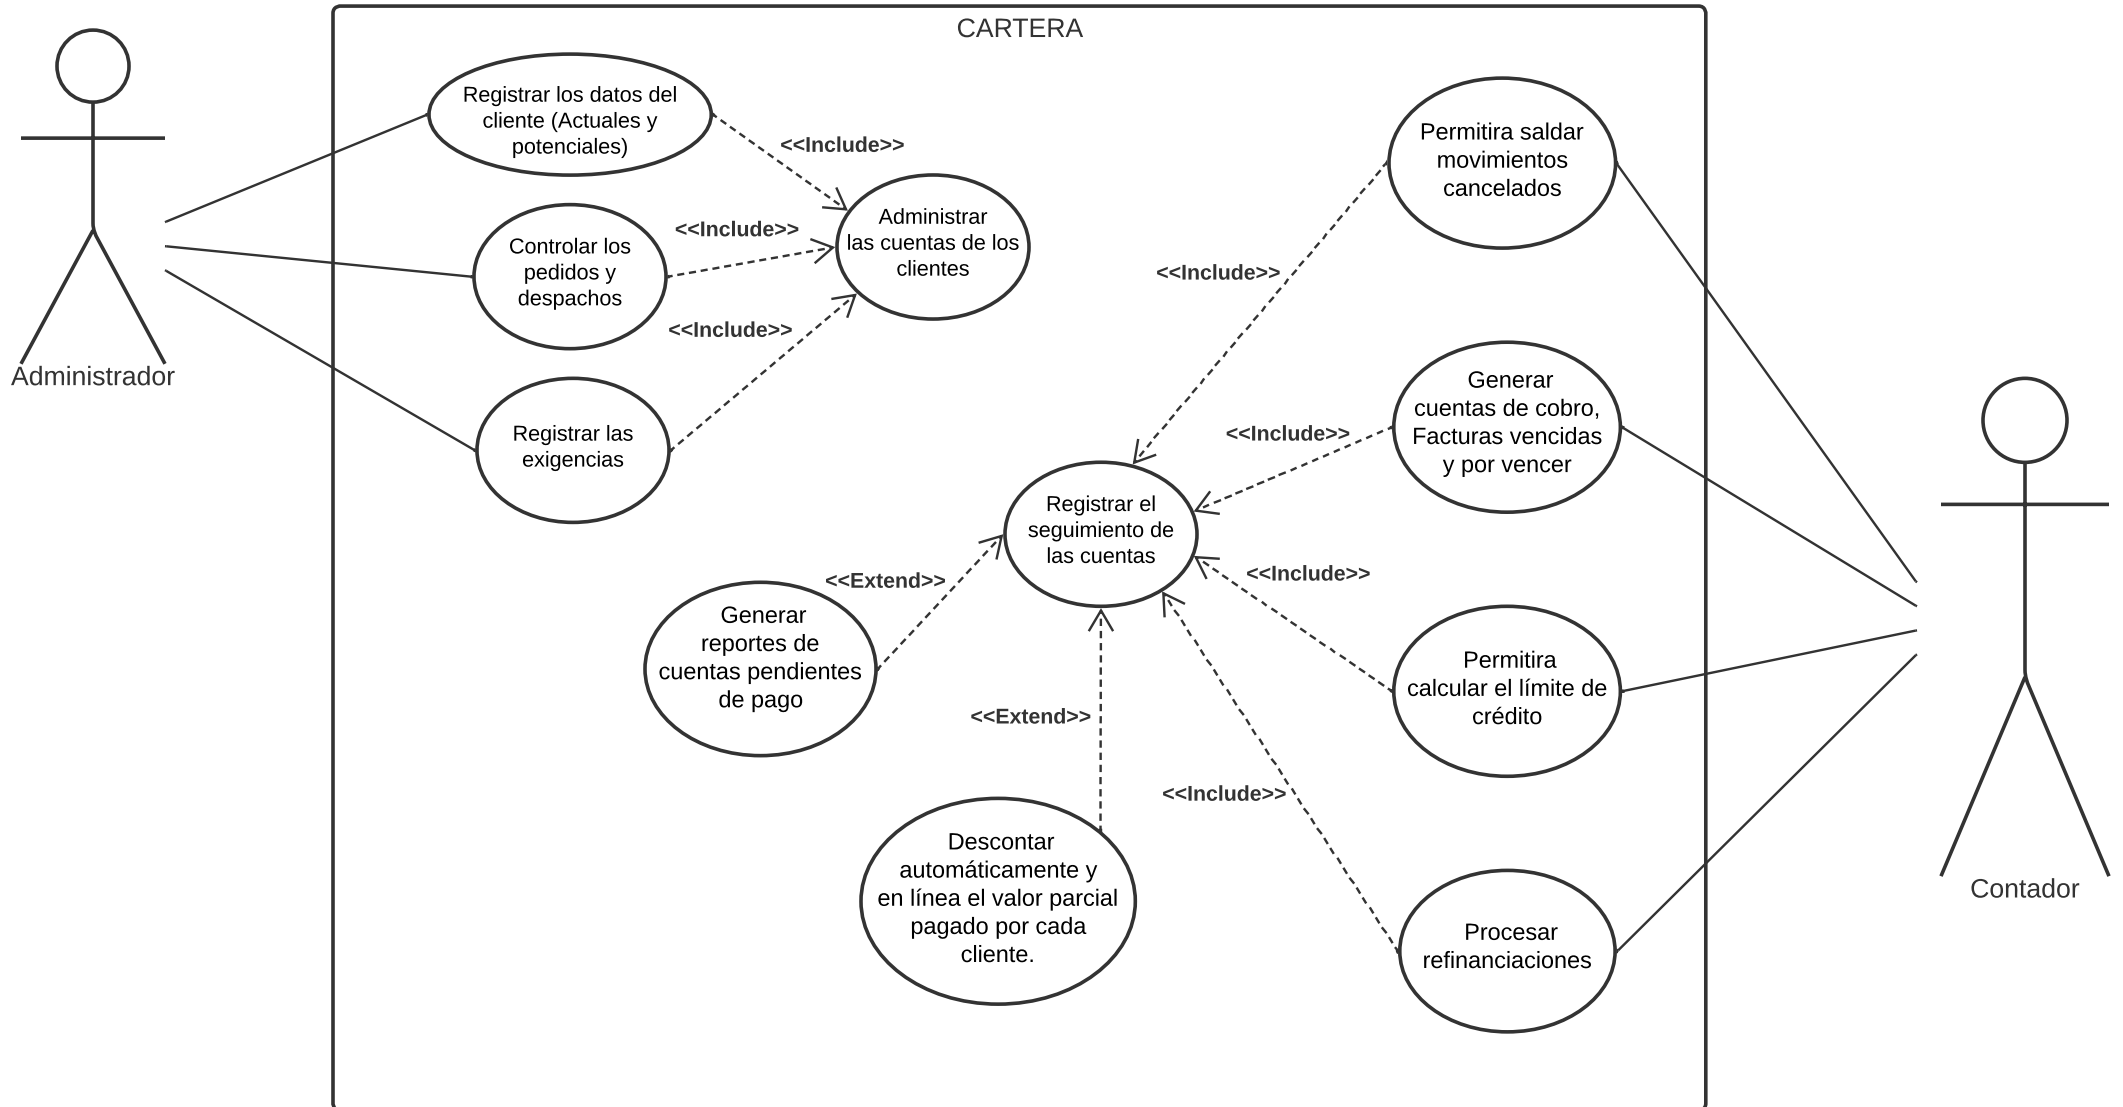 CARTERA
Registrar los datos del
cliente (Actuales y
potenciales)
<<Include>>
Controlar los
pedidos y
despachos
<<Include>>
Administrar
las cuentas de los
clientes
<<Include>>
Registrar las
exigencias
Administrador
Permitira saldar
movimientos
cancelados
<<Include>>
Generar
cuentas de cobro,
Facturas vencidas
y por vencer
<<Include>>
Registrar el
seguimiento de
las cuentas
<<Include>>
<<Extend>>
Generar
reportes de
cuentas pendientes
de pago
Permitira
calcular el límite de
crédito
<<Extend>>
<<Include>>
Descontar
automáticamente y
en línea el valor parcial
pagado por cada
cliente.
Procesar
refinanciaciones
Contador